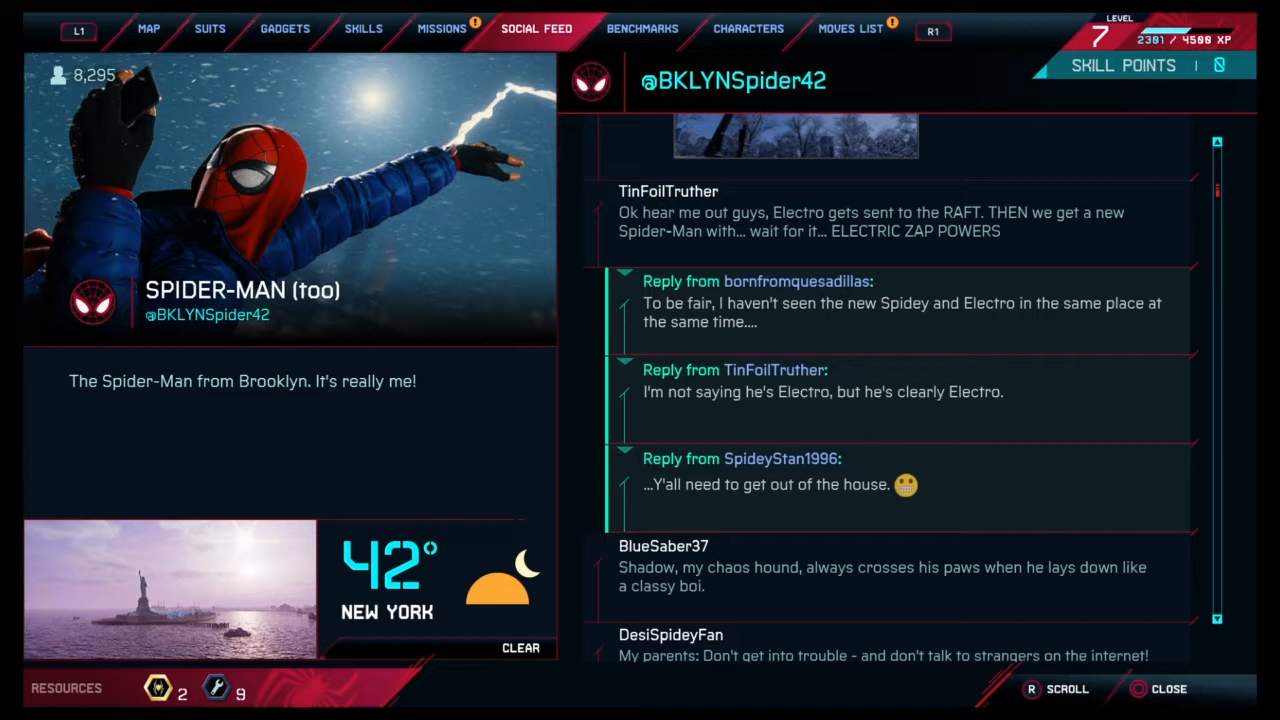 L1
MAP
SUITS
GADGETS
SKILLS
MISSIONS
SOCIAL FEED
BENCHMARKS
CHARACTERS
MOVES LIST
R1
LEVEL
7
2301 / 4500 XP
SKILL POINTS | 0
8,295
SPIDER-MAN (too)
@BKLYNSpider42
The Spider-Man from Brooklyn. It's really me!
42°
NEW YORK
CLEAR
@BKLYNSpider42
TinFoilTruther
Ok hear me out guys, Electro gets sent to the RAFT. THEN we get a new
Spider-Man with... wait for it... ELECTRIC ZAP POWERS
Reply from bornfromquesadillas:
To be fair, I haven't seen the new Spidey and Electro in the same place at
the same time....
Reply from TinFoilTruther:
I'm not saying he's Electro, but he's clearly Electro.
Reply from SpideyStan1996:
...Y'all need to get out of the house. 😬
BlueSaber37
Shadow, my chaos hound, always crosses his paws when he lays down like
a classy boi.
DesiSpideyFan
My parents: Don't get into trouble - and don't talk to strangers on the internet!
RESOURCES
2
9
R SCROLL
CLOSE